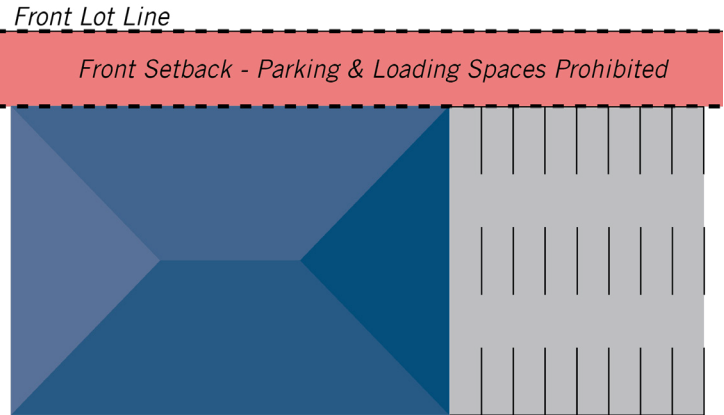 Front Lot Line
Front Setback - Parking & Loading Spaces Prohibited